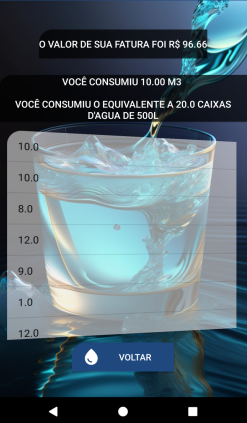 O VALOR DE SUA FATURA FOI R$ 96.66
VOCÊ CONSUMIU 10.00 M3
VOCÊ CONSUMIU O EQUIVALENTE A 20.0 CAIXAS
D'AGUA DE 500L
10.0
10.0
8.0
12.0
9.0
1.0
12.0
VOLTAR